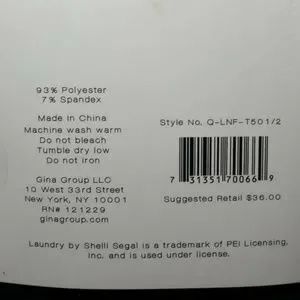 93% Polyester
7% Spandex
Made in China
Machine wash warm
Do not bleach
Tumble dry low
Do not iron
Gina Group LLC
10 West 33rd Street
New York, NY 10001
RN# 121229
ginagroup.com
Style No. Q-LNF-T501/2
7 31351 70066 9
Suggested Retail $36.00
Laundry by Shelli Segal is a trademark of PEI Licensing,
Inc. and is used under license.